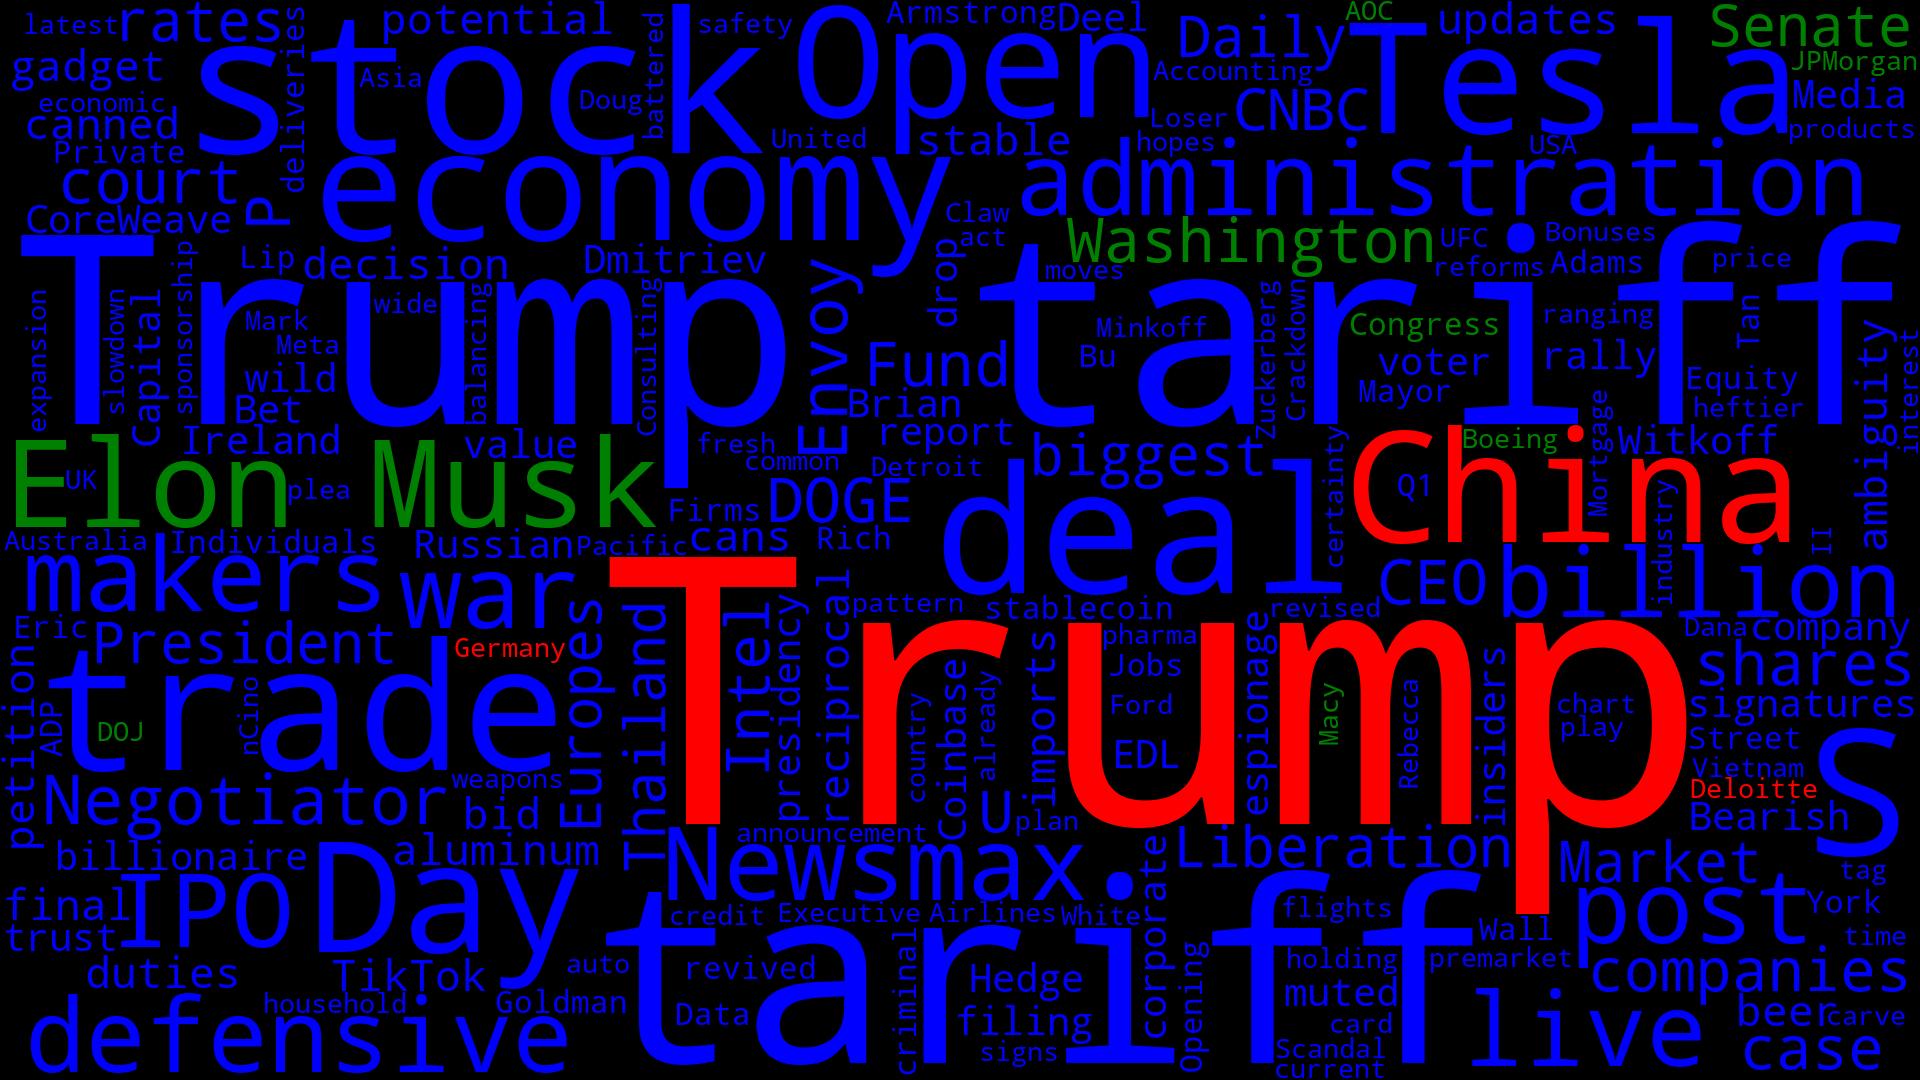 latest
rates
potential
battered
safety
Armstrong
Deel
Daily
AOC
updates
Senate
gadget
deliveries
stock
Asia
Doug
Open
Accounting
CNBC
Tesla
JPMorgan
Media
economic
canned
Private
court
United
stable
Loser
hopes
USA
products
CoreWeave
P
economy
Claw
act
administration
Washington
UFC
Bonuses
reforms
Adams
price
Trump
sponsorship
Lip
decision
Dmitriev
Envoy
drop
moves
tariff
expansion
slowdown
Capital
Mark
Meta
wide
balancing
Consulting
wild
Bet
Fund
Brian
Minkoff
Bu
Zuckerberg
Crackdown
Congress
voter
Mayor
ranging
rally
Tan
Equity
heftier
ambiguity
interest
Ireland
value
fresh
common
report
Detroit
biggest
certainty
Boeing
Mortgage
Witkoff
Elon Musk
UK
plea
Firms
DOGE
deal
China
Q1
industry
II
Australia
Individuals
Russian
Pacific
cans
Rich
makers
war
Europes
Thailand
reciprocal
pattern
stablecoin
revised
CEO
billion
Eric
President
Germany
Trump
Intel
presidency
country
Coinbase
already
imports
pharma
Jobs
Ford
EDL
espionage
Macy
Rebecca
insiders
chart
play
Dana
company
shares
signatures
petition
ADP
DOJ
trade
nCino
Street
Vietnam
Deloitte
Bearish
S
Negotiator
weapons
bid
announcement
U
plan
billionaire
aluminum
Newsmax
Liberation
Market
tag
final
trust
IPO
Day
credit
Executive
Airlines
White
corporate
flights
Wall
post
York
time
duties
TikTok
auto
revived
tariff
criminal
Hedge
Opening
holding
premarket
companies
household
defensive
Goldman
Data
filing
signs
muted
card
Scandal
current
live
beer
carve
case